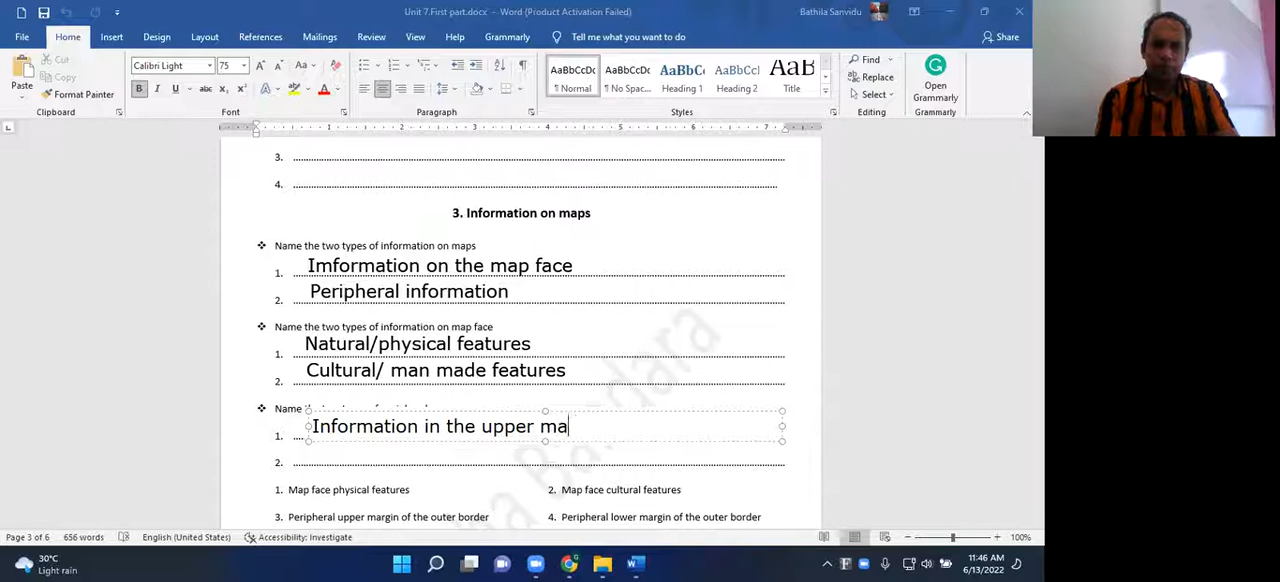 Unit 7.First part.docx - Word (Product Activation Failed)
Bathila Sanvidu
File Home Insert Design Layout References Mailings Review View Help Grammarly Tell me what you want to do Share
Paste Cut Copy Format Painter
Calibri Light 75
AaBbCcDc AaBbCcDc AaBbC AaBbCcl AaB
¶ Normal ¶ No Spac... Heading 1 Heading 2 Title
Find Replace Select
Open Grammarly
Clipboard Font Paragraph Styles Editing Grammarly
1 2 3 4 5 6 7
3.
4.
3. Information on maps
Name the two types of information on maps
1. Imformation on the map face
2. Peripheral information
Name the two types of information on map face
1. Natural/physical features
2. Cultural/ man made features
Name
1. Information in the upper ma
2.
1. Map face physical features 2. Map face cultural features
3. Peripheral upper margin of the outer border 4. Peripheral lower margin of the outer border
Page 3 of 6 656 words English (United States) Accessibility: Investigate 100%
30°C
Light rain
11:46 AM
6/13/2022